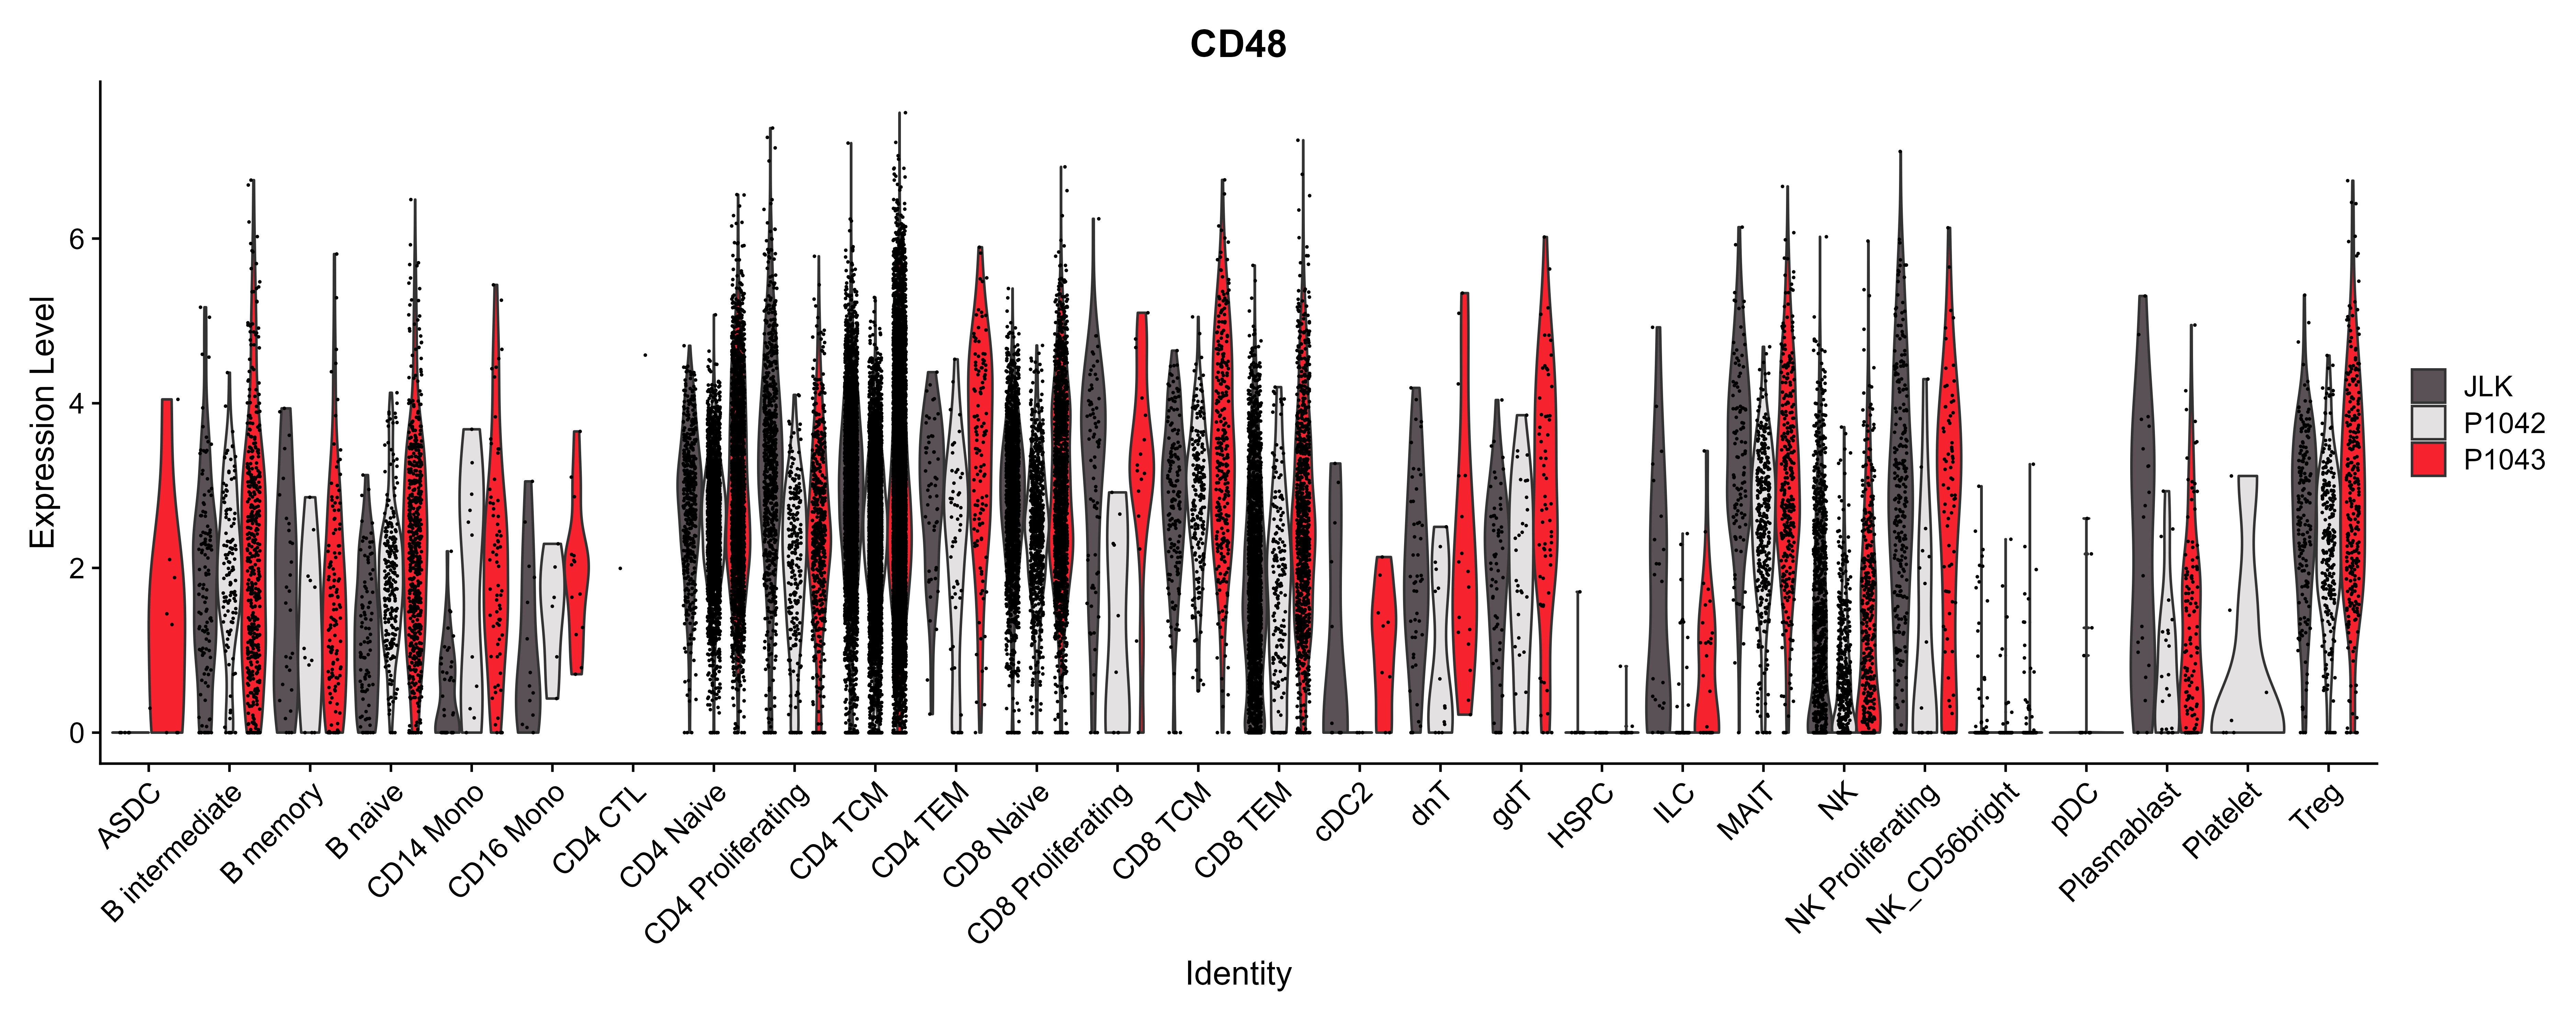 CD48
Expression Level
6
4
2
0
JLK
P1042
P1043
ASDC
B intermediate
B memory
B naive
CD14 Mono
CD16 Mono
CD4 CTL
CD4 Naive
CD4 Proliferating
CD4 TCM
CD4 TEM
CD8 Naive
CD8 Proliferating
CD8 TCM
CD8 TEM
cDC2
dnT
gdT
HSPC
ILC
MAIT
NK
NK Proliferating
NK_CD56bright
pDC
Plasmablast
Platelet
Treg
Identity